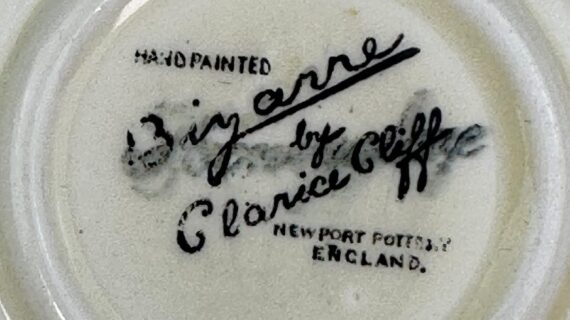 HAND PAINTED
Bizarre
by
Clarice Cliff
NEWPORT POTTERY
ENGLAND.